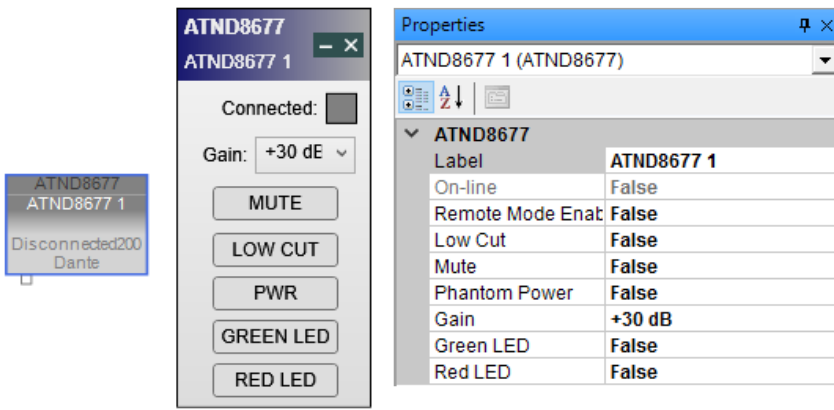 ATND8677
ATND8677 1
Disconnected200
Dante
ATND8677
ATND8677 1
Connected:
Gain: +30 dE
MUTE
LOW CUT
PWR
GREEN LED
RED LED
Properties
ATND8677 1 (ATND8677)
ATND8677
Label ATND8677 1
On-line False
Remote Mode Enab False
Low Cut False
Mute False
Phantom Power False
Gain +30 dB
Green LED False
Red LED False